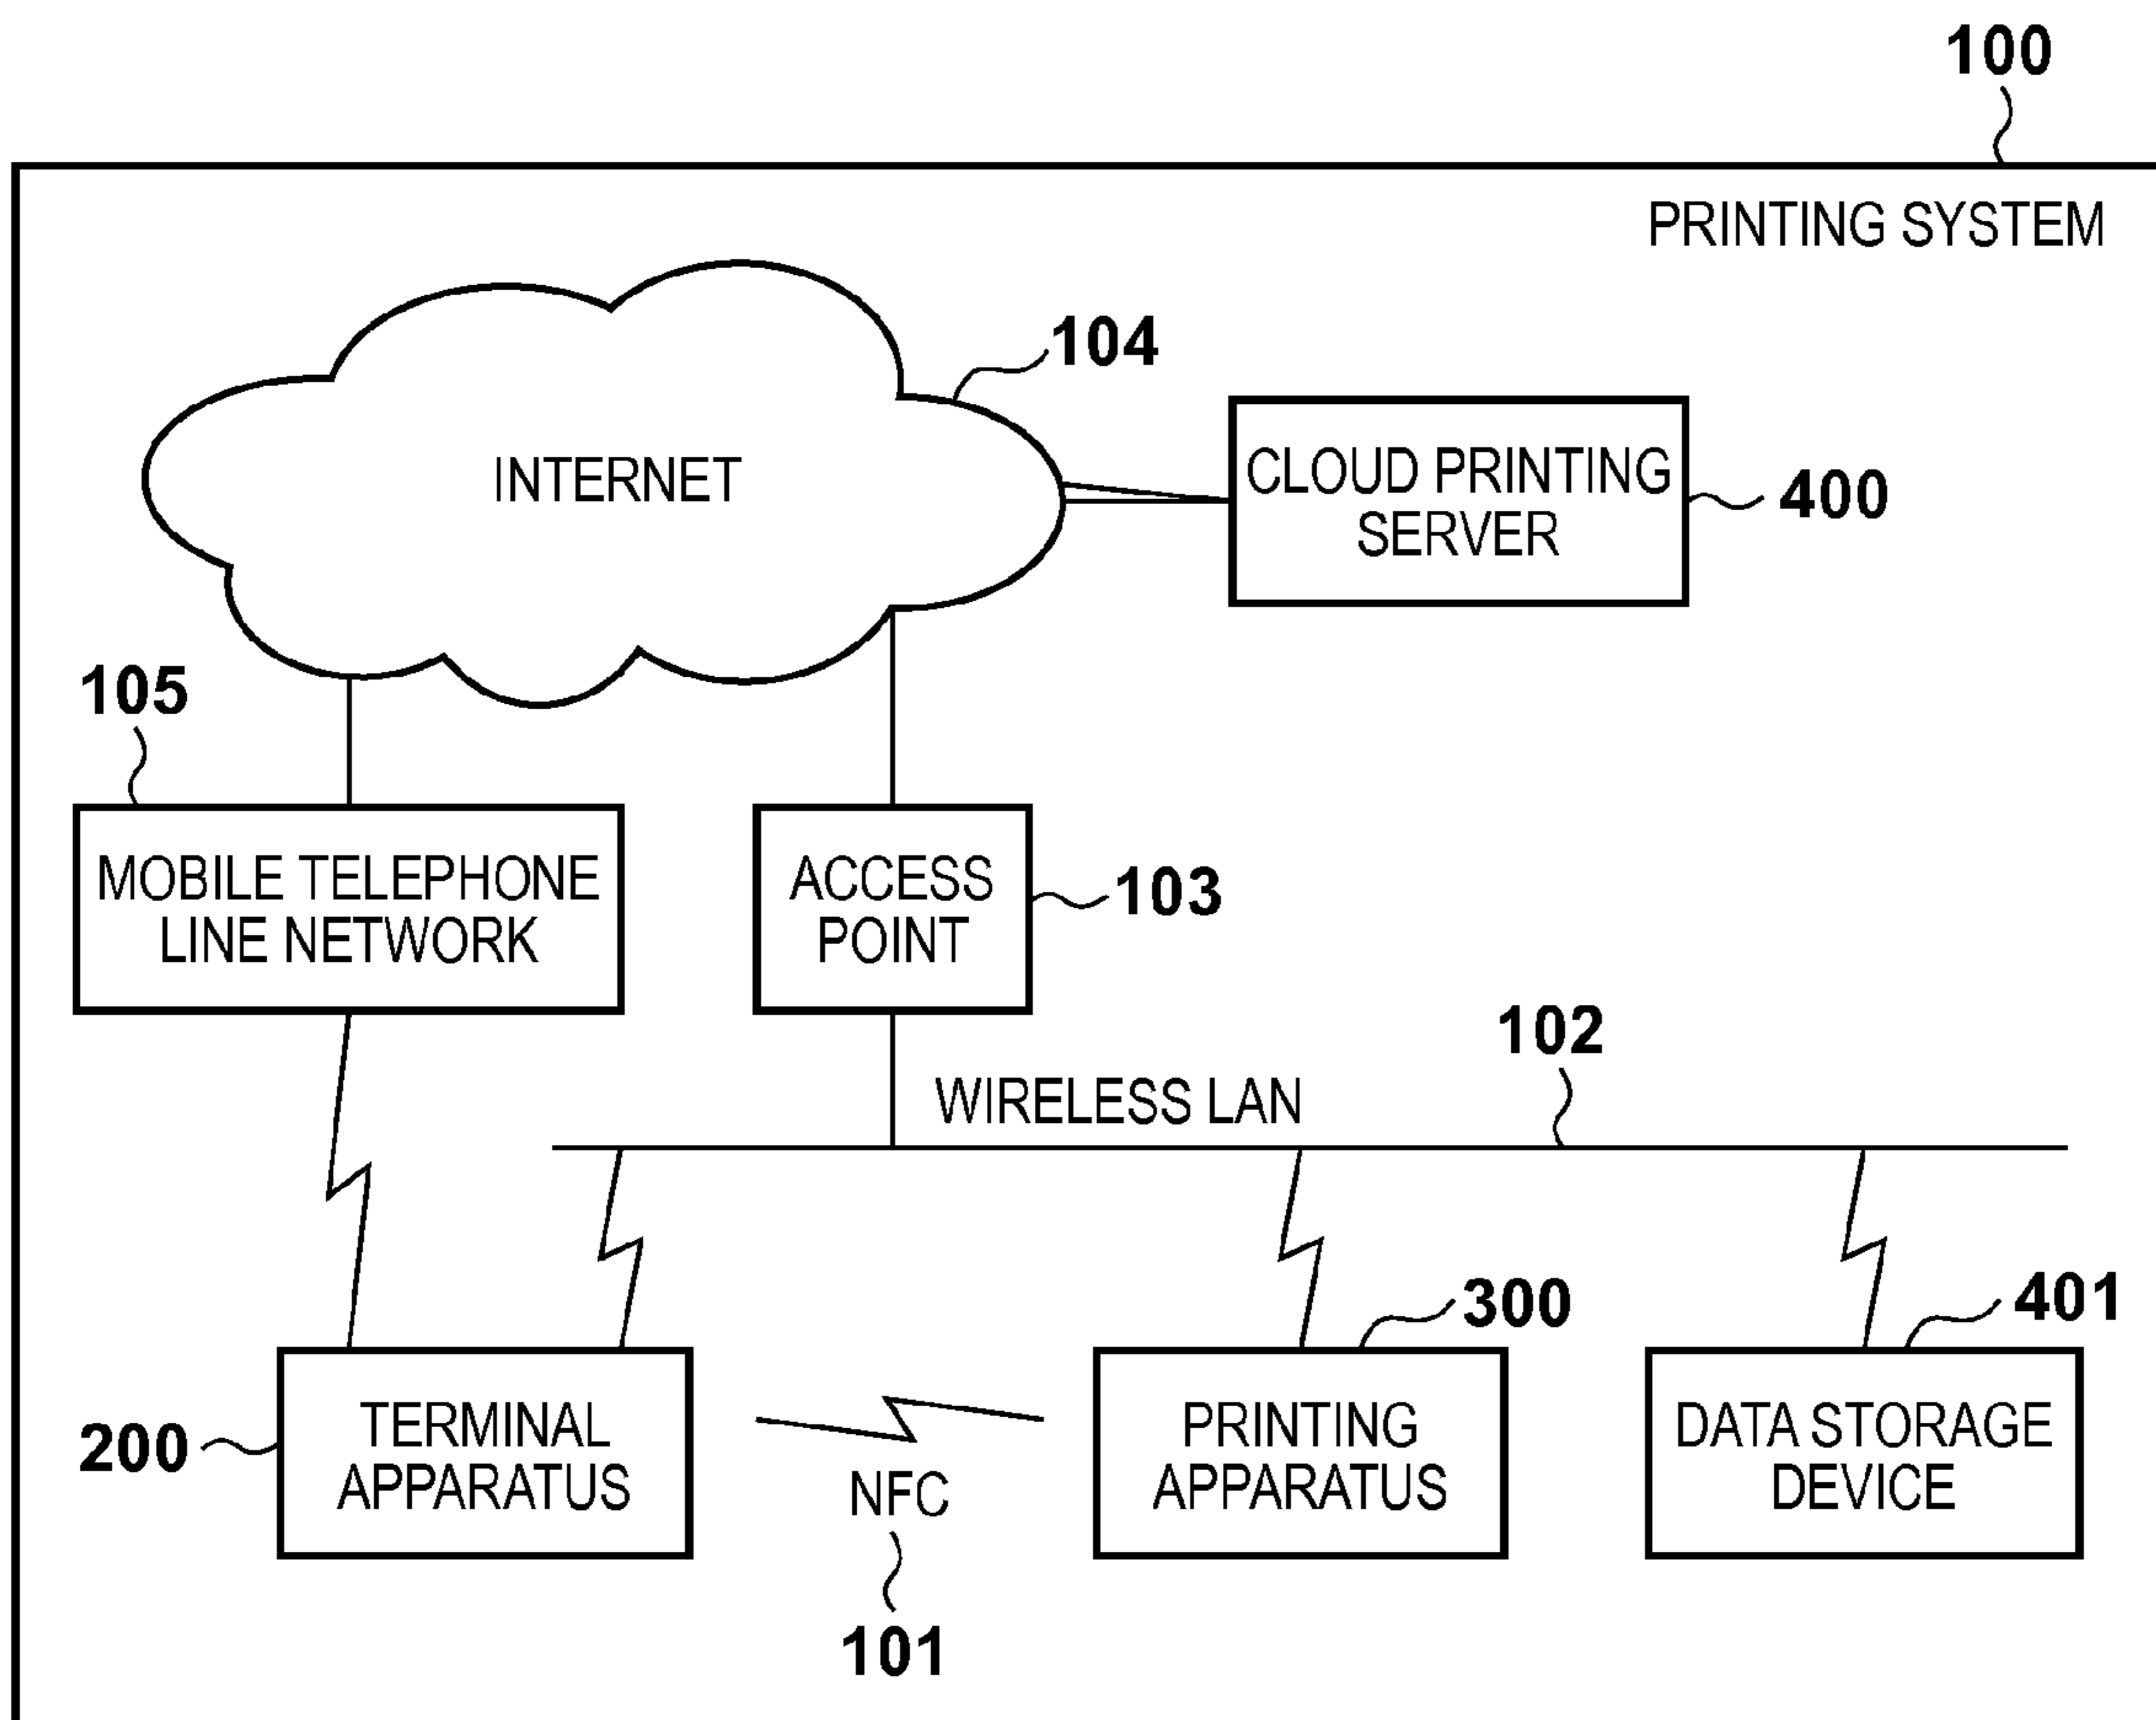 100
PRINTING SYSTEM
104
INTERNET
CLOUD PRINTING
SERVER
400
105
MOBILE TELEPHONE
LINE NETWORK
ACCESS
POINT
103
102
WIRELESS LAN
300
401
200
TERMINAL
APPARATUS
NFC
101
PRINTING
APPARATUS
DATA STORAGE
DEVICE